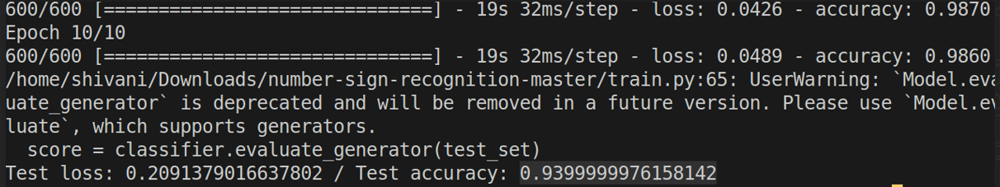 600/600 [==============================] - 19s 32ms/step - loss: 0.0426 - accuracy: 0.9870
Epoch 10/10
600/600 [==============================] - 19s 32ms/step - loss: 0.0489 - accuracy: 0.9860
/home/shivani/Downloads/number-sign-recognition-master/train.py:65: UserWarning: `Model.eva
uate_generator` is deprecated and will be removed in a future version. Please use `Model.ev
luate`, which supports generators.
  score = classifier.evaluate_generator(test_set)
Test loss: 0.2091379016637802 / Test accuracy: 0.9399999976158142